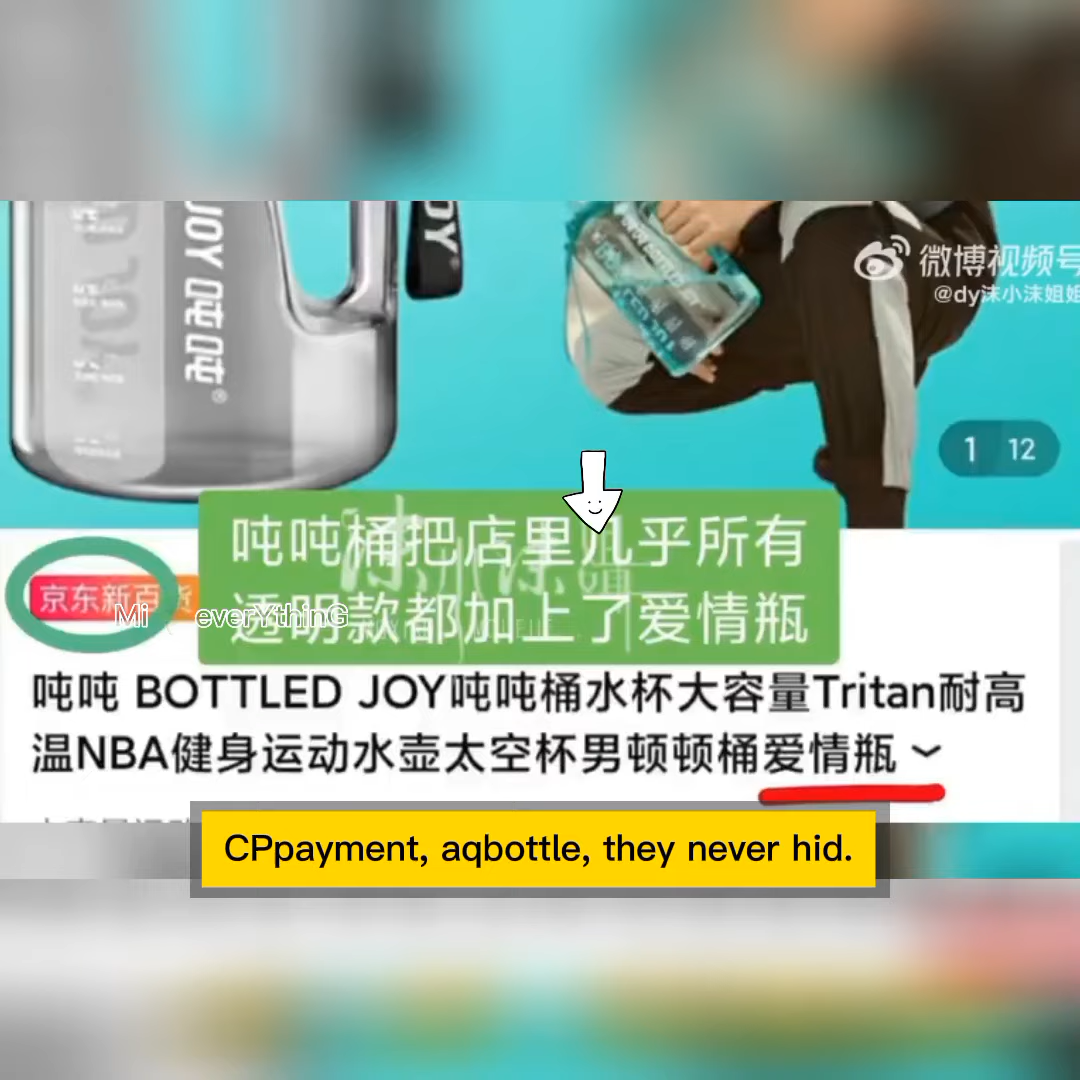 JOY 吨吨®
JOY
微博视频号
@dy沫小沫姐姐
1 12
吨吨桶把店里几乎所有
透明款都加上了爱情瓶
京东新百货
Mi everYthinG
吨吨 BOTTLED JOY吨吨桶水杯大容量Tritan耐高
温NBA健身运动水壶太空杯男顿顿桶爱情瓶
CPpayment, aqbottle, they never hid.